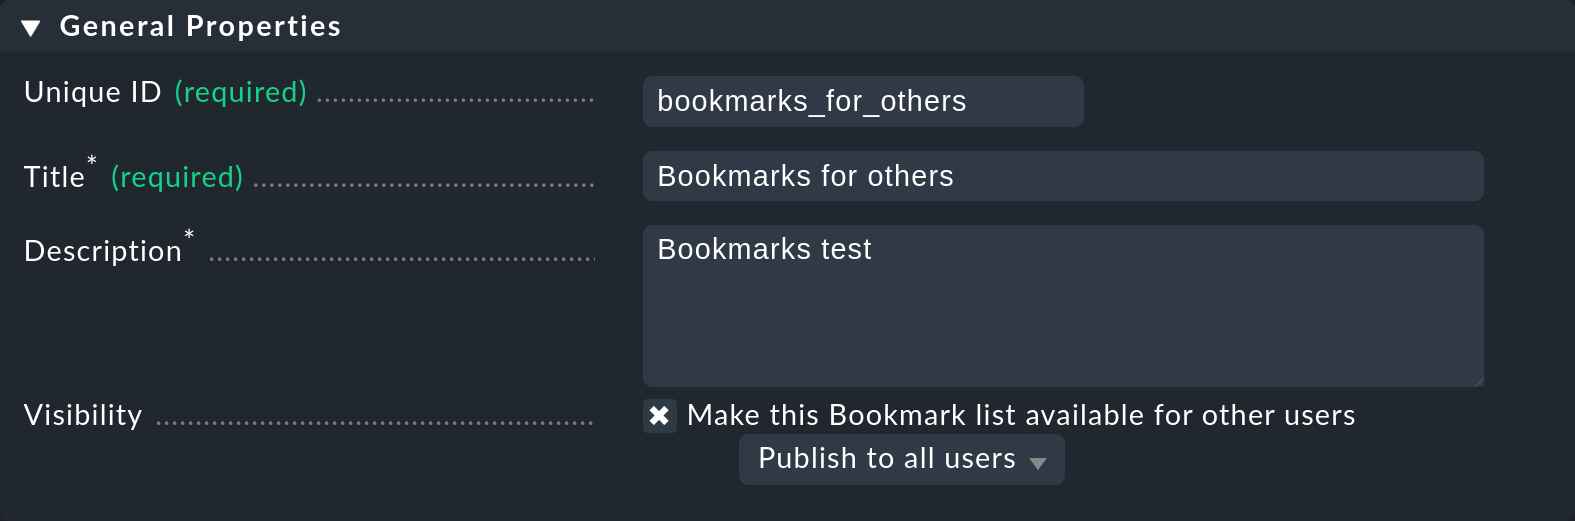 General Properties
Unique ID (required) bookmarks_for_others
Title* (required) Bookmarks for others
Description* Bookmarks test
Visibility Make this Bookmark list available for other users
Publish to all users